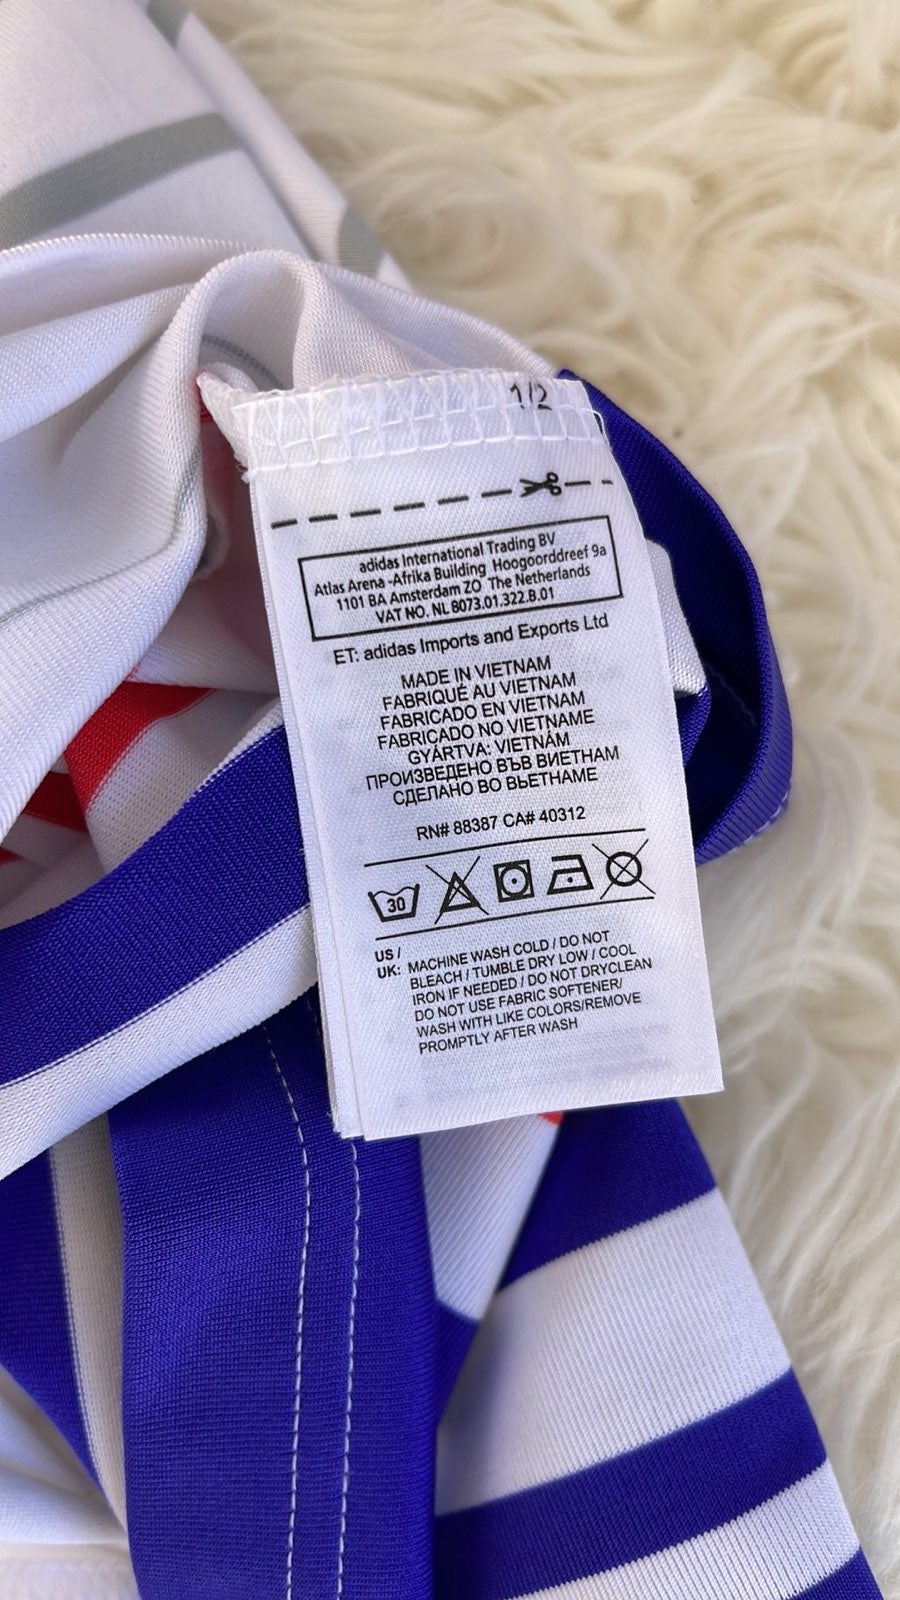 1/2
adidas International Trading BV
Atlas Arena -Afrika Building Hoogoorddreef 9a
1101 BA Amsterdam ZO The Netherlands
VAT NO. NL 8073.01.322.B.01
ET: adidas Imports and Exports Ltd
MADE IN VIETNAM
FABRIQUÉ AU VIETNAM
FABRICADO EN VIETNAM
FABRICADO NO VIETNAME
GYÁRTVA: VIETNÁM
ПРОИЗВЕДЕНО ВЪВ ВИЕТНАМ
СДЕЛАНО ВО ВЬЕТНАМЕ
RN# 88387 CA# 40312
30
US /
UK: MACHINE WASH COLD / DO NOT
BLEACH / TUMBLE DRY LOW / COOL
IRON IF NEEDED / DO NOT DRYCLEAN
DO NOT USE FABRIC SOFTENER/
WASH WITH LIKE COLORS/REMOVE
PROMPTLY AFTER WASH